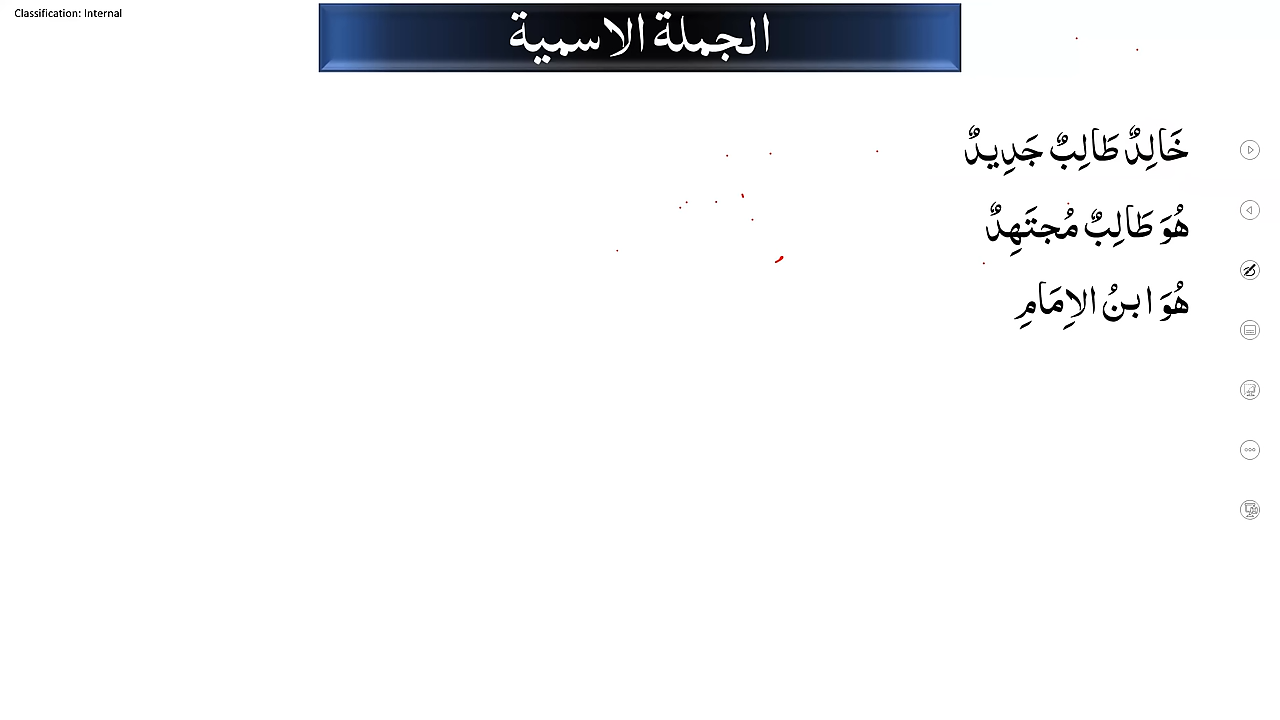 Classification: Internal
الجملة الاسمية
خَالِدٌ طَالِبٌ جَدِيدٌ
هُوَ طَالِبٌ مُجتَهِدٌ
هُوَ ابنُ الاِمَامِ